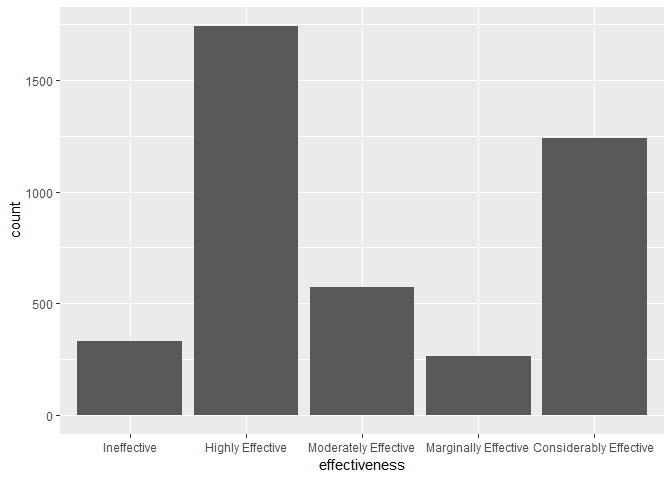 1500
1000
500
0
count
Ineffective Highly Effective Moderately Effective Marginally Effective Considerably Effective
effectiveness